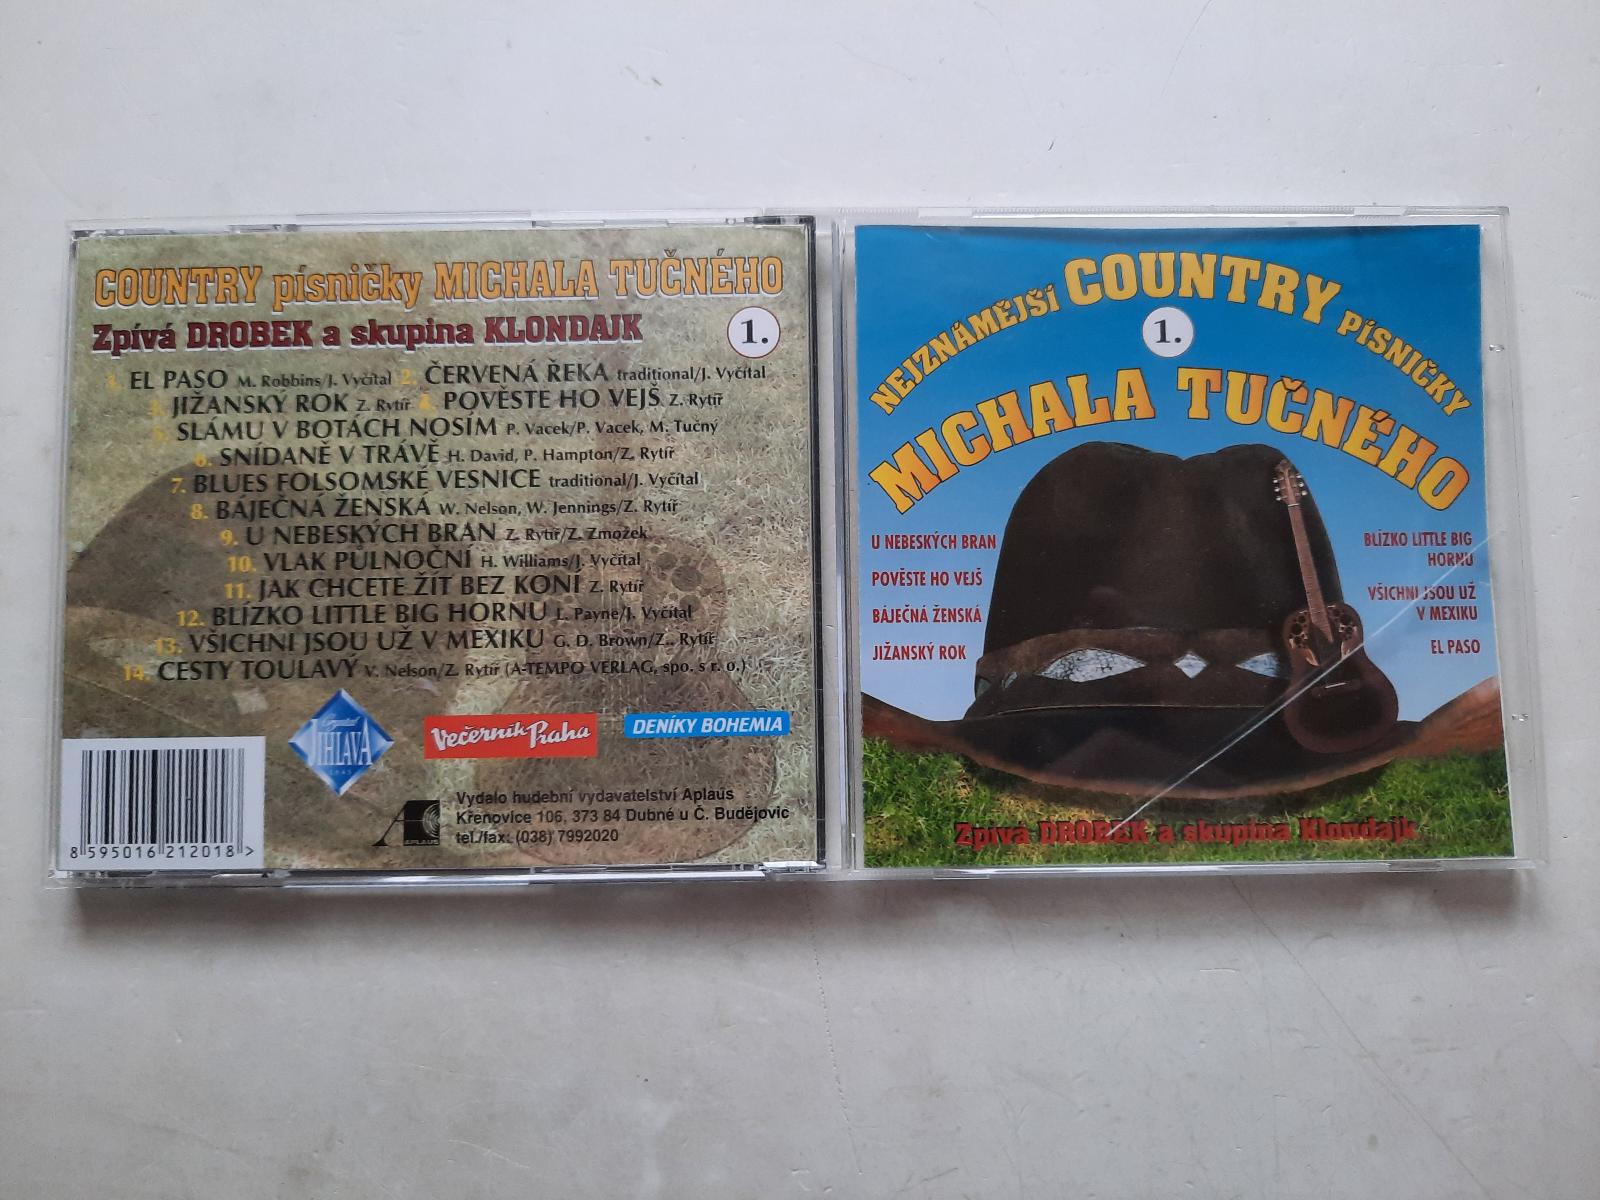 COUNTRY písničky MICHALA TUČNÉHO
Zpívá DROBEK a skupina KLONDAJK
1.
1. EL PASO M. Robbins/J. Vyčítal 2. ČERVENÁ ŘEKA traditional/J. Vyčítal
3. JIŽANSKÝ ROK Z. Rytíř 4. POVĚSTE HO VEJŠ Z. Rytíř
5. SLÁMU V BOTÁCH NOSÍM P. Vacek/P. Vacek, M. Tučný
6. SNÍDANĚ V TRÁVĚ H. David, P. Hampton/Z. Rytíř
7. BLUES FOLSOMSKÉ VESNICE traditional/J. Vyčítal
8. BÁJEČNÁ ŽENSKÁ W. Nelson, W. Jennings/Z. Rytíř
9. U NEBESKÝCH BRAN Z. Rytíř/Z. Zmožek
10. VLAK PŮLNOČNÍ H. Williams/J. Vyčítal
11. JAK CHCETE ŽÍT BEZ KONÍ Z. Rytíř
12. BLÍZKO LITTLE BIG HORNU L. Payne/J. Vyčítal
13. VŠICHNI JSOU UŽ V MEXIKU G. D. Brown/Z.. Rytíř
14. CESTY TOULAVÝ V. Nelson/Z. Rytíř (A-TEMPO VERLAG, spo. s r. o.)
Crystal
JIHLAVA
1845
Večerník Praha
DENÍKY BOHEMIA
8 595016 212018 >
APLAUS
Vydalo hudební vydavatelství Aplaus
Křenovice 106, 373 84 Dubné u Č. Budějovic
tel./fax: (038) 7992020
NEJZNÁMĚJŠÍ COUNTRY PÍSNIČKY
1.
MICHALA TUČNÉHO
U NEBESKÝCH BRAN
POVĚSTE HO VEJŠ
BÁJEČNÁ ŽENSKÁ
JIŽANSKÝ ROK
BLÍZKO LITTLE BIG
HORNU
VŠICHNI JSOU UŽ
V MEXIKU
EL PASO
Zpívá DROBEK a skupina Klondajk